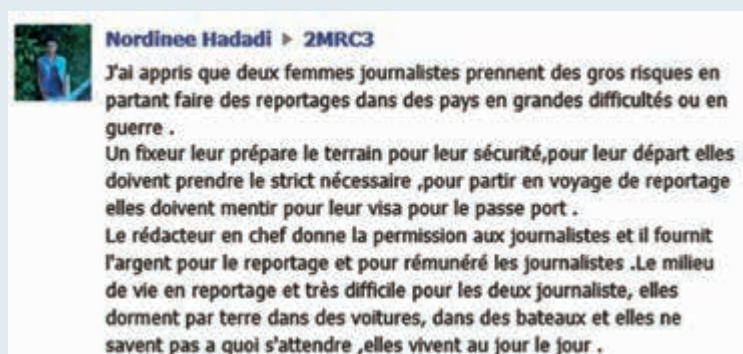 Nordinee Hadadi ▸ 2MRC3
J'ai appris que deux femmes journalistes prennent des gros risques en
partant faire des reportages dans des pays en grandes difficultés ou en
guerre .
Un fixeur leur prépare le terrain pour leur sécurité,pour leur départ elles
doivent prendre le strict nécessaire ,pour partir en voyage de reportage
elles doivent mentir pour leur visa pour le passe port .
Le rédacteur en chef donne la permission aux journalistes et il fournit
l'argent pour le reportage et pour rémunéré les journalistes .Le milieu
de vie en reportage et très difficile pour les deux journaliste, elles
dorment par terre dans des voitures, dans des bateaux et elles ne
savent pas a quoi s'attendre ,elles vivent au jour le jour .